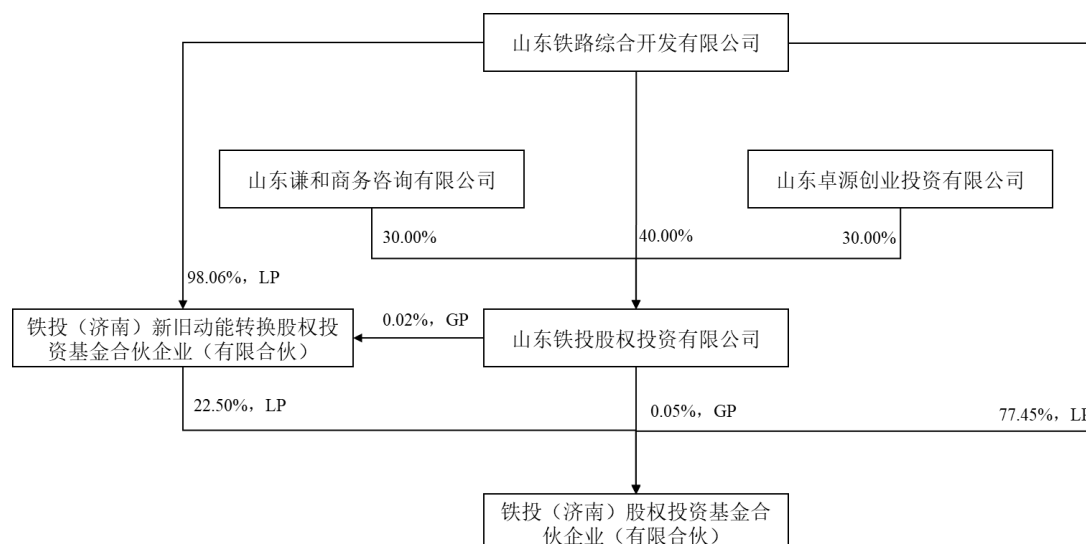 山东铁路综合开发有限公司
山东谦和商务咨询有限公司
山东卓源创业投资有限公司
30.00%
40.00%
30.00%
98.06%，LP
铁投（济南）新旧动能转换股权投
资基金合伙企业（有限合伙）
0.02%，GP
山东铁投股权投资有限公司
22.50%，LP
0.05%，GP
77.45%，LP
铁投（济南）股权投资基金合
伙企业（有限合伙）